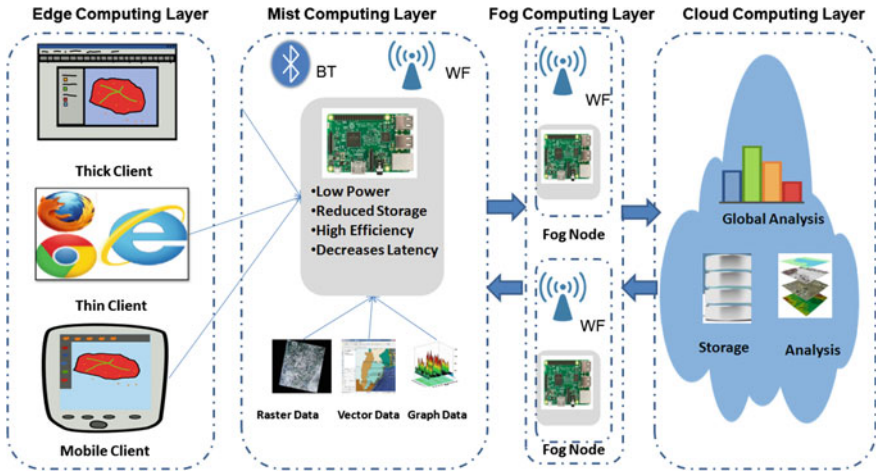 Edge Computing Layer
Mist Computing Layer
Fog Computing Layer
Cloud Computing Layer
Thick Client
Thin Client
Mobile Client
BT
WF
•Low Power
•Reduced Storage
•High Efficiency
•Decreases Latency
Raster Data
Vector Data
Graph Data
WF
Fog Node
WF
Fog Node
Global Analysis
Storage
Analysis